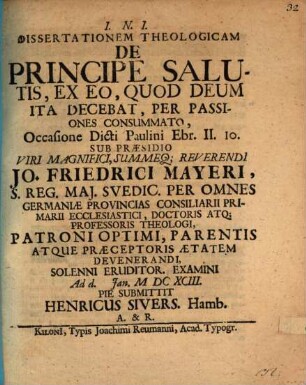 32
I. N. I.
DISSERTATIONEM THEOLOGICAM
DE
PRINCIPE SALU-
TIS, EX EO, QUOD DEUM
ITA DECEBAT, PER PASSI-
ONES CONSUMMATO,
Occasione Dicti Paulini Ebr. II. 10.
SUB PRÆSIDIO
VIRI MAGNIFICI, SUMMEQ; REVERENDI
JO. FRIEDRICI MAYERI,
S. REG. MAJ. SVEDIC. PER OMNES
GERMANIÆ PROVINCIAS CONSILIARII PRI-
MARII ECCLESIASTICI, DOCTORIS ATQ;
PROFESSORIS THEOLOGI,
PATRONI OPTIMI, PARENTIS
ATQUE PRÆCEPTORIS ÆTATEM
DEVENERANDI.
SOLENNI ERUDITOR. EXAMINI
Ad d. Jan. M DC XCIII.
PIE SUBMITTIT
HENRICUS SIVERS. Hamb.
A. & R.
KILONI, Typis Joachimi Reumanni, Acad. Typogr.